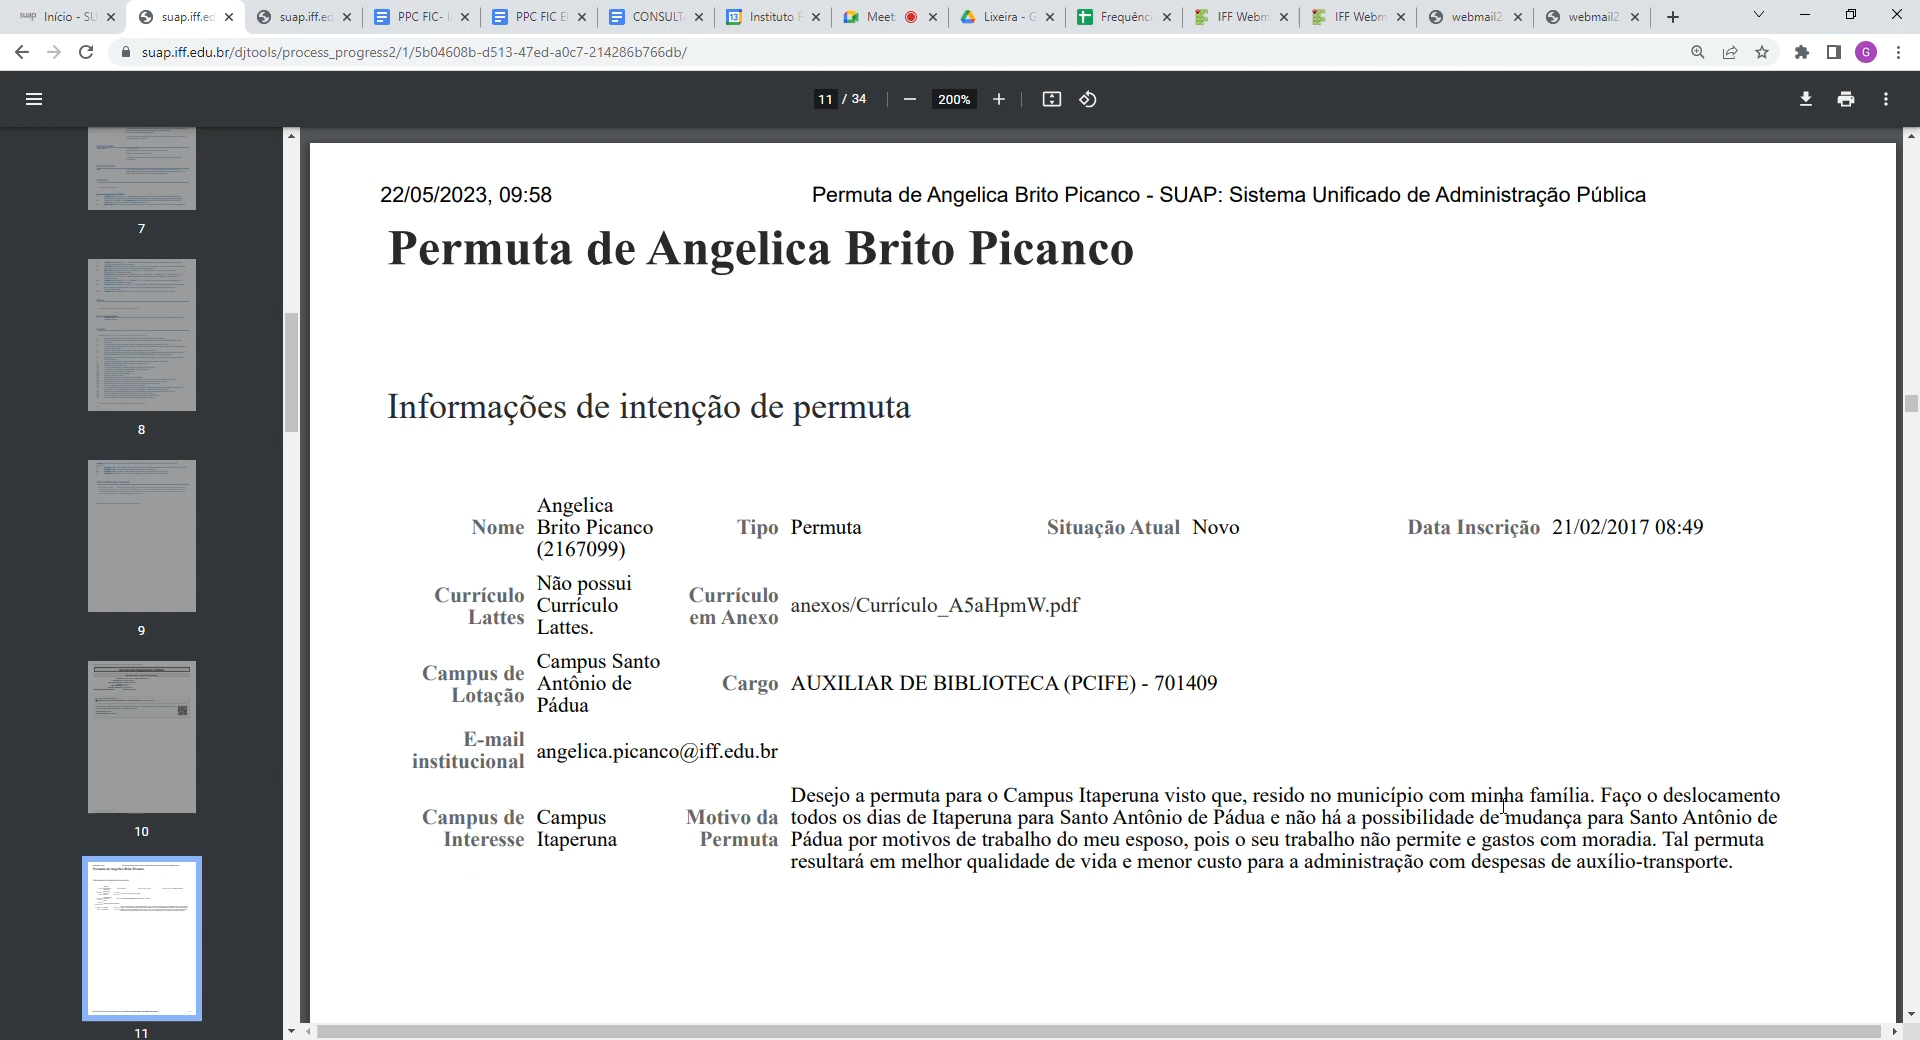 Início - SU
suap.iff.ed
suap.iff.ed
PPC FIC-
PPC FIC E
CONSULT
Instituto F
Meet
Lixeira - G
Frequênc
IFF Webm
IFF Webm
webmail2
webmail2
suap.iff.edu.br/djtools/process_progress2/1/5b04608b-d513-47ed-a0c7-214286b766db/
G
11 / 34
200%
7
8
9
10
11
22/05/2023, 09:58
Permuta de Angelica Brito Picanco - SUAP: Sistema Unificado de Administração Pública
Permuta de Angelica Brito Picanco
Informações de intenção de permuta
Nome
Angelica
Brito Picanco
(2167099)
Tipo Permuta
Situação Atual Novo
Data Inscrição 21/02/2017 08:49
Currículo
Lattes
Não possui
Currículo
Lattes.
Currículo
em Anexo
anexos/Currículo_A5aHpmW.pdf
Campus de
Lotação
Campus Santo
Antônio de
Pádua
Cargo AUXILIAR DE BIBLIOTECA (PCIFE) - 701409
E-mail
institucional
angelica.picanco@iff.edu.br
Campus de
Interesse
Campus
Itaperuna
Motivo da
Permuta
Desejo a permuta para o Campus Itaperuna visto que, resido no município com minha família. Faço o deslocamento
todos os dias de Itaperuna para Santo Antônio de Pádua e não há a possibilidade de mudança para Santo Antônio de
Pádua por motivos de trabalho do meu esposo, pois o seu trabalho não permite e gastos com moradia. Tal permuta
resultará em melhor qualidade de vida e menor custo para a administração com despesas de auxílio-transporte.